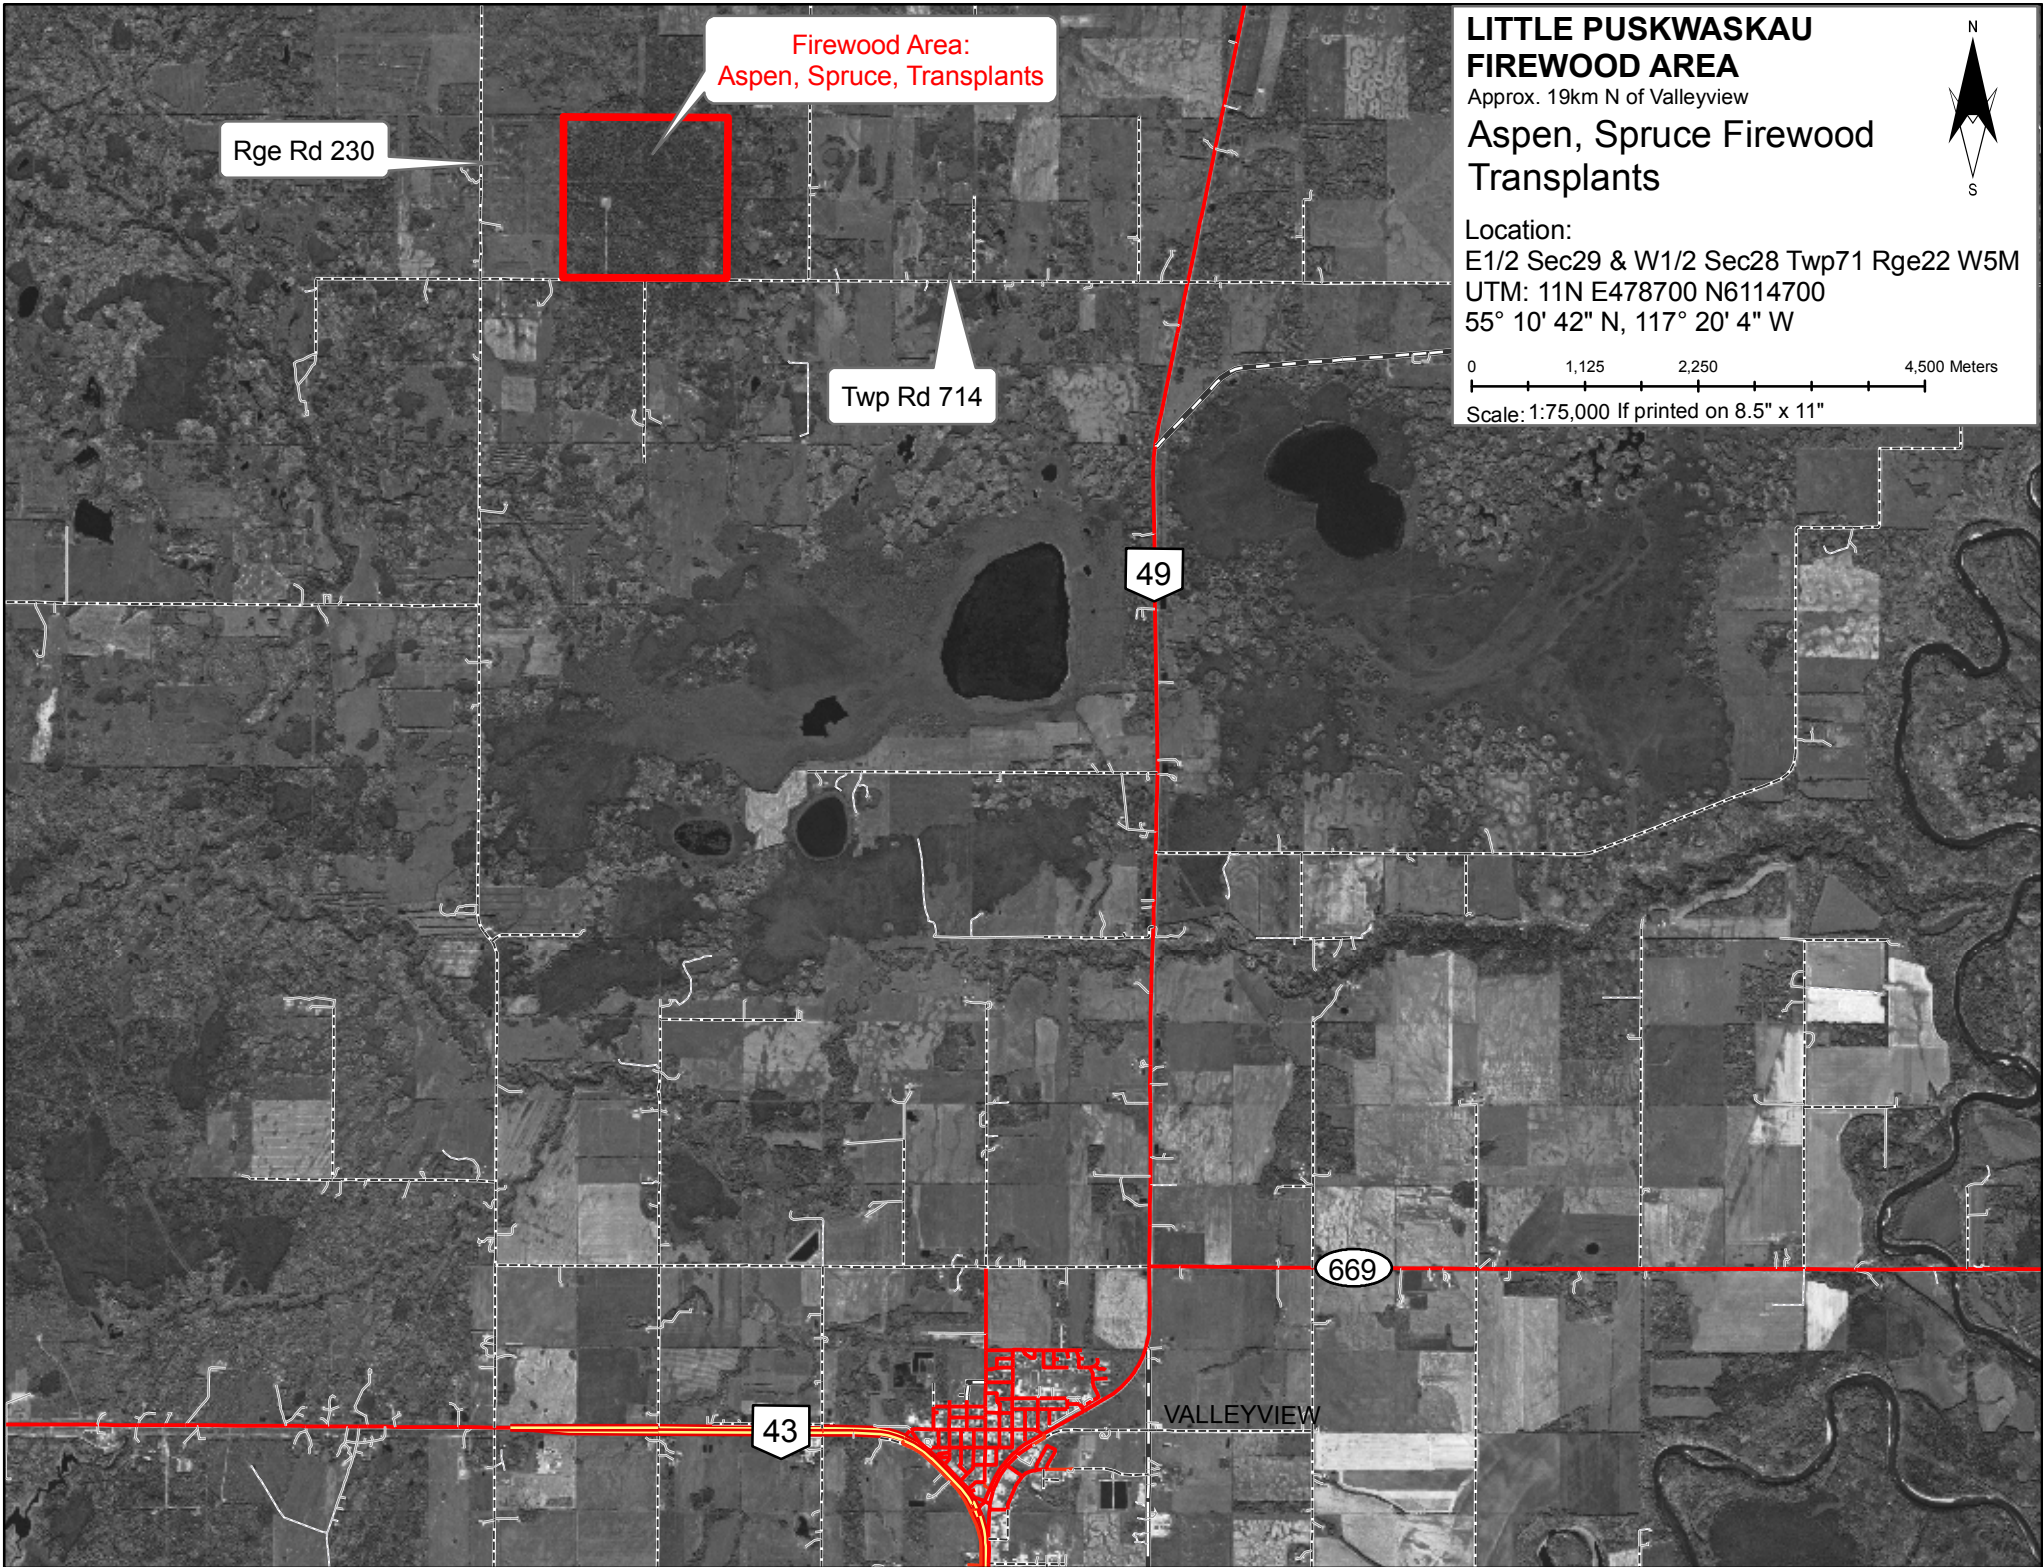 Firewood Area:
Aspen, Spruce, Transplants
Rge Rd 230
Twp Rd 714
LITTLE PUSKWASKAU
FIREWOOD AREA
Approx. 19km N of Valleyview
Aspen, Spruce Firewood
Transplants
N
S
Location:
E1/2 Sec29 & W1/2 Sec28 Twp71 Rge22 W5M
UTM: 11N E478700 N6114700
55° 10' 42" N, 117° 20' 4" W
0 1,125 2,250 4,500 Meters
Scale: 1:75,000 If printed on 8.5" x 11"
49
669
43
VALLEYVIEW